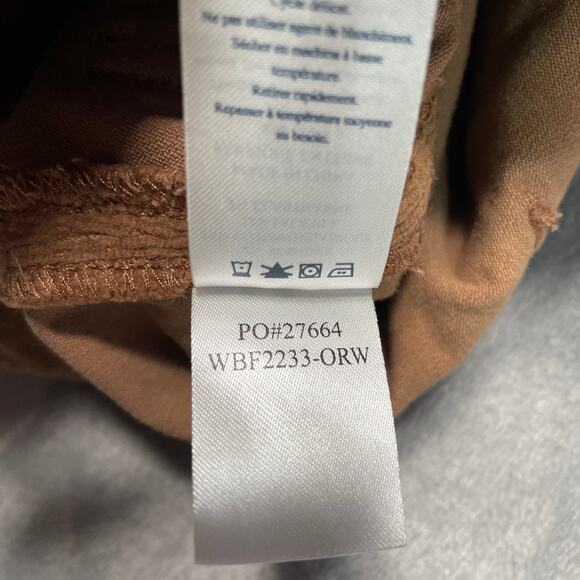 Cycle délicat.
Ne pas utiliser agent de blanchiment.
Sécher en machine à basse
température.
Retirer rapidement.
Repasser à température moyenne
au besoin.
PO#27664
WBF2233-ORW